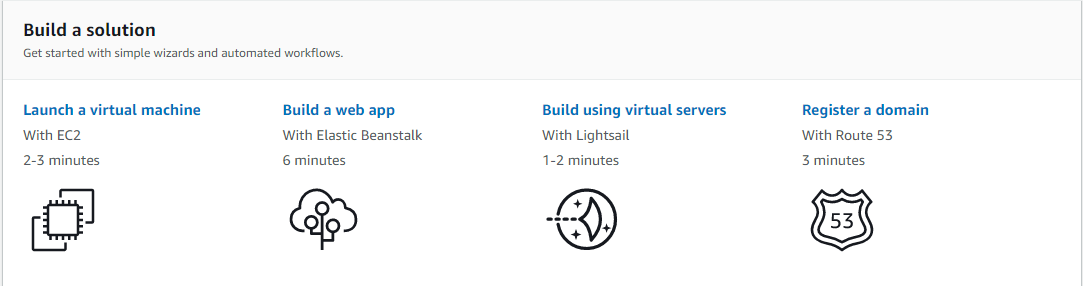 Build a solution
Get started with simple wizards and automated workflows.
Launch a virtual machine
With EC2
2-3 minutes
Build a web app
With Elastic Beanstalk
6 minutes
Build using virtual servers
With Lightsail
1-2 minutes
Register a domain
With Route 53
3 minutes
53